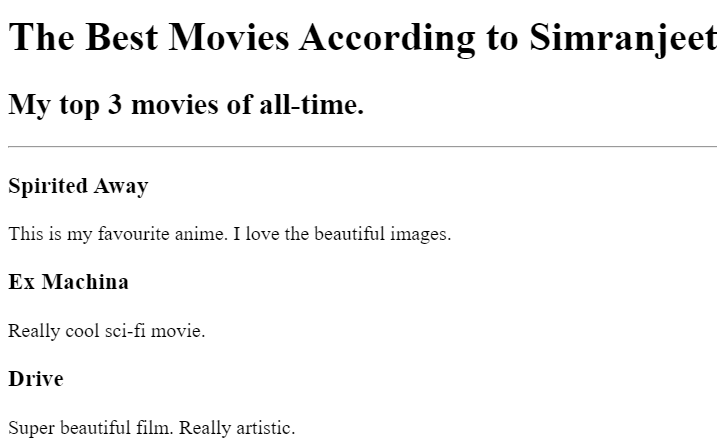 The Best Movies According to Simranjeet
My top 3 movies of all-time.
Spirited Away
This is my favourite anime. I love the beautiful images.
Ex Machina
Really cool sci-fi movie.
Drive
Super beautiful film. Really artistic.